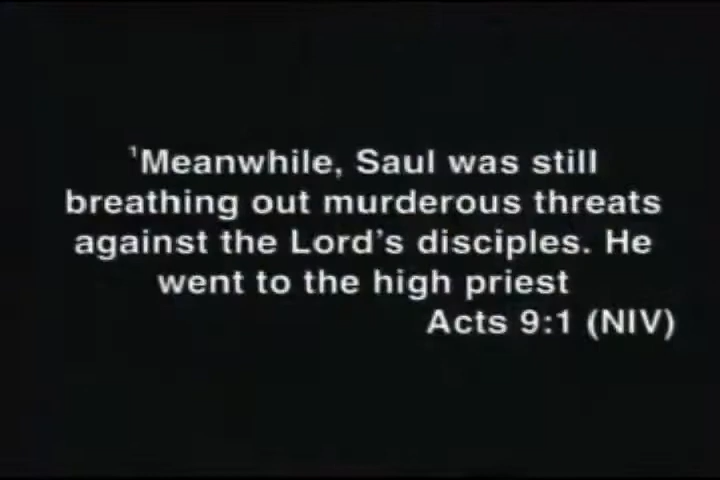 ¹Meanwhile, Saul was still
breathing out murderous threats
against the Lord's disciples. He
went to the high priest
Acts 9:1 (NIV)